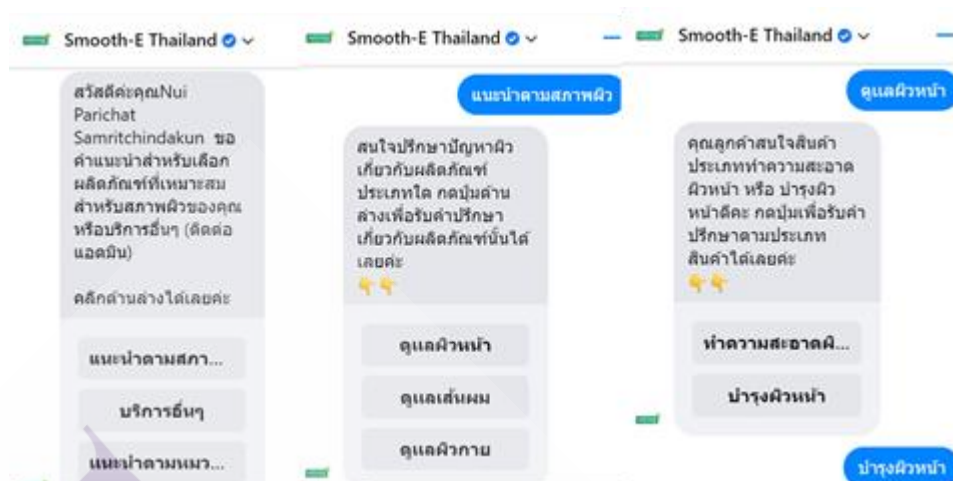 Smooth-E Thailand
สวัสดีค่ะคุณNui
Parichat
Samritchindakun ขอ
คำแนะนำสำหรับเลือก
ผลิตภัณฑ์ที่เหมาะสม
สำหรับสภาพผิวของคุณ
หรือบริการอื่นๆ (ติดต่อ
แอดมิน)
คลิกด้านล่างได้เลยค่ะ
แนะนำตามสภา...
บริการอื่นๆ
แนะนำตามหมว...
Smooth-E Thailand
แนะนำตามสภาพผิว
สนใจปรึกษาปัญหาผิว
เกี่ยวกับผลิตภัณฑ์
ประเภทใด กดปุ่มด้าน
ล่างเพื่อรับคำปรึกษา
เกี่ยวกับผลิตภัณฑ์นั้นได้
เลยค่ะ
👇👇
ดูแลผิวหน้า
ดูแลเส้นผม
ดูแลผิวกาย
Smooth-E Thailand
ดูแลผิวหน้า
คุณลูกค้าสนใจสินค้า
ประเภททำความสะอาด
ผิวหน้า หรือ บำรุงผิว
หน้าดีคะ กดปุ่มเพื่อรับคำ
ปรึกษาตามประเภท
สินค้าได้เลยค่ะ
👇👇
ทำความสะอาดผิ...
บำรุงผิวหน้า
บำรุงผิวหน้า